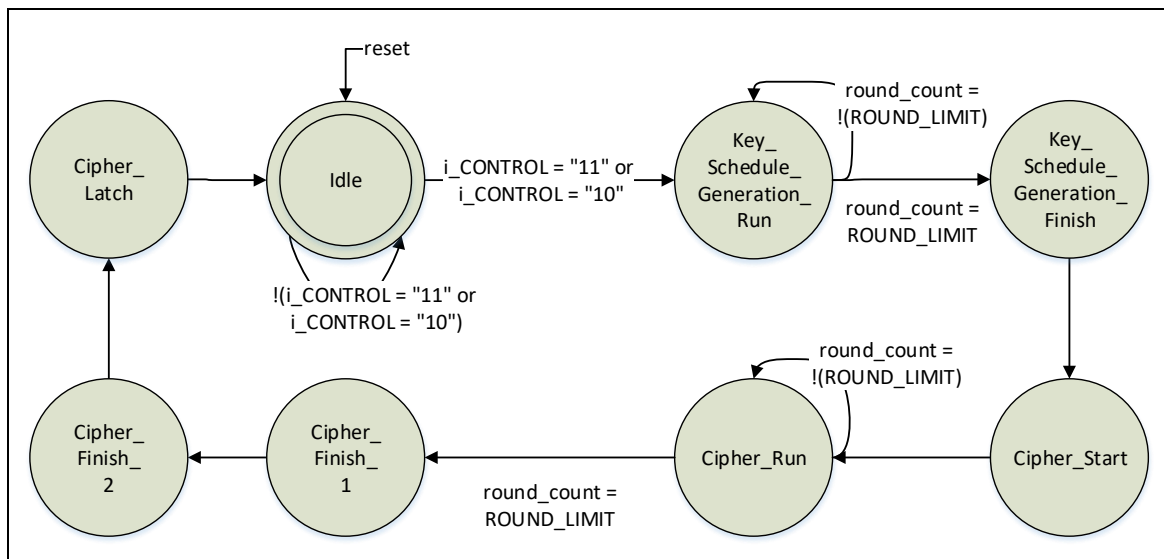 reset
Cipher_
Latch
Idle
i_CONTROL = "11" or
i_CONTROL = "10"
!(i_CONTROL = "11" or
i_CONTROL = "10")
Key_
Schedule_
Generation_
Run
round_count =
!(ROUND_LIMIT)
round_count =
ROUND_LIMIT
Key_
Schedule_
Generation_
Finish
Cipher_
Finish_
2
Cipher_
Finish_
1
round_count =
ROUND_LIMIT
Cipher_Run
round_count =
!(ROUND_LIMIT)
Cipher_Start